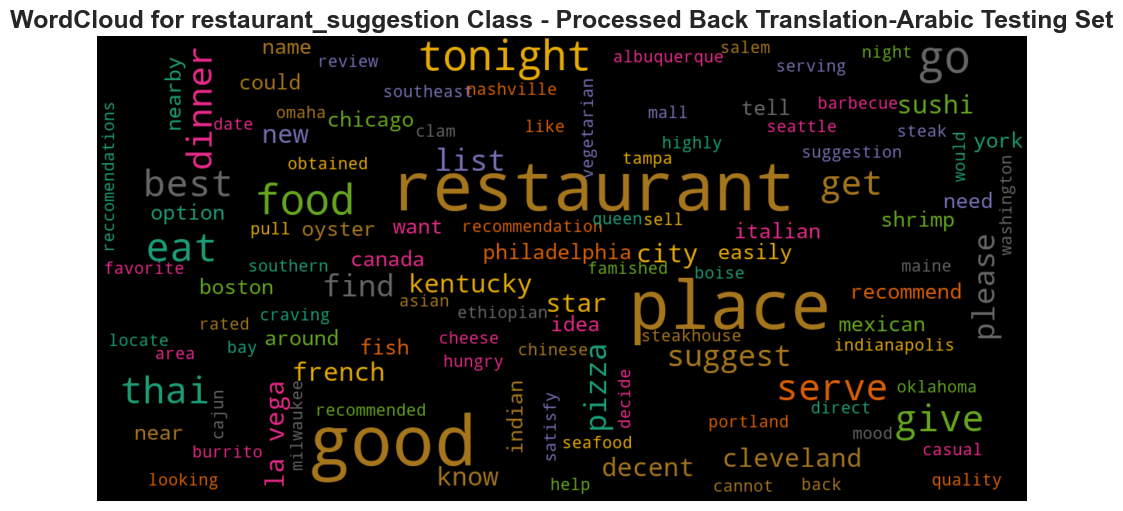 WordCloud for restaurant_suggestion Class - Processed Back Translation-Arabic Testing Set
name
review
tonight
albuquerque
salem
serving
night
go
nearby
dinner
could
southeast
nashville
barbecue
sushi
reccomendations
date
omaha
chicago
new
clam
like
vegetarian
mall
tell
seattle
steak
highly
would
york
obtained
list
tampa
suggestion
best
food
restaurant
get
washington
need
option
pull
oyster
want
recommendation
queen
sell
italian
shrimp
eat
philadelphia
city
easily
please
favorite
southern
canada
famished
boise
maine
boston
find
kentucky
asian
star
place
recommend
craving
ethiopian
idea
mexican
rated
around
steakhouse
locate
area
bay
fish
cheese
chinese
hungry
suggest
indianapolis
french
pizza
decide
thai
la vega
milwaukee
cajun
recommended
indian
satisfy
serve
oklahoma
direct
give
portland
near
good
seafood
mood
burrito
decent
cleveland
casual
looking
know
help
cannot
back
quality